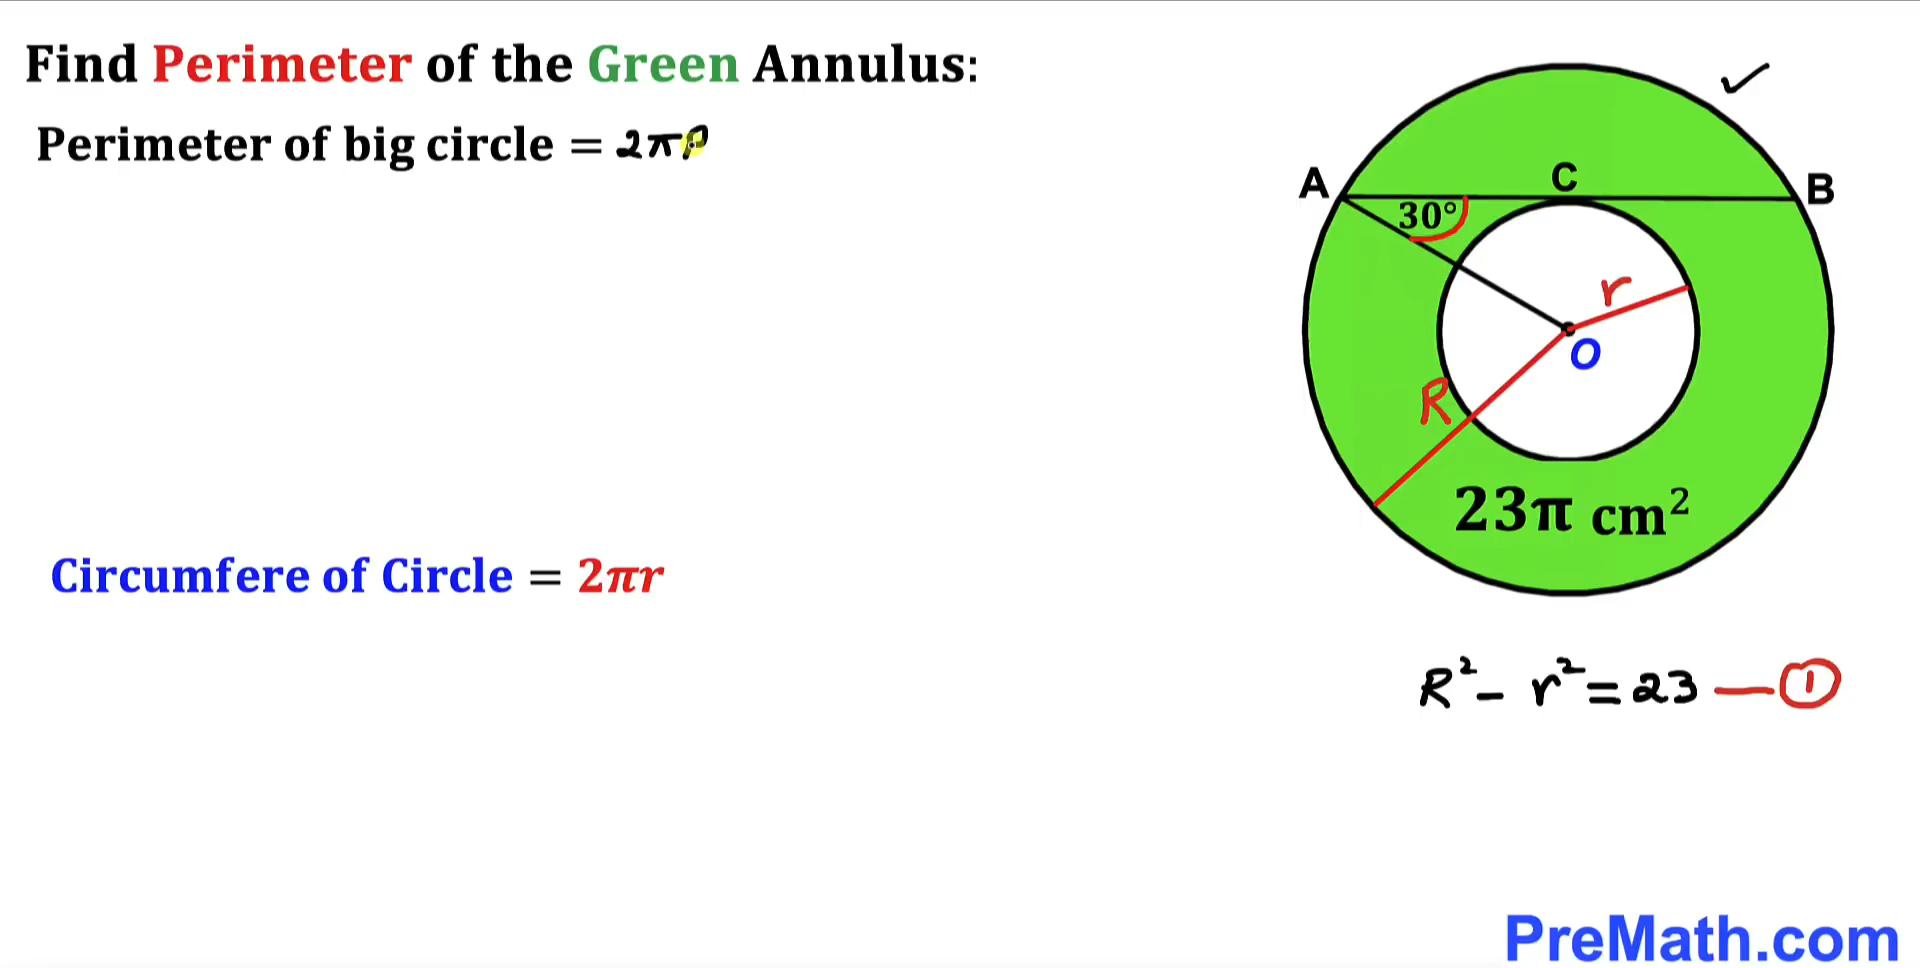 Find Perimeter of the Green Annulus:
Perimeter of big circle = 2πR
A
C
B
30°
r
O
R
23π cm²
Circumfere of Circle = 2πr
R² - r² = 23 — ①
PreMath.com